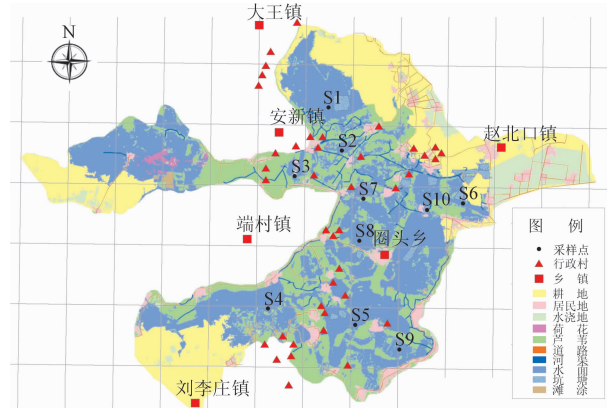 大王镇
N
S1
安新镇
S2
赵北口镇
S3
S7
S6
S10
端村镇
S8
圈头乡
图 例
采样点
行政村
乡 镇
耕 地
居民地
水浇地
荷 花
芦 苇
道 路
河 渠
水 面
坑 塘
滩 涂
S4
S5
S9
刘李庄镇